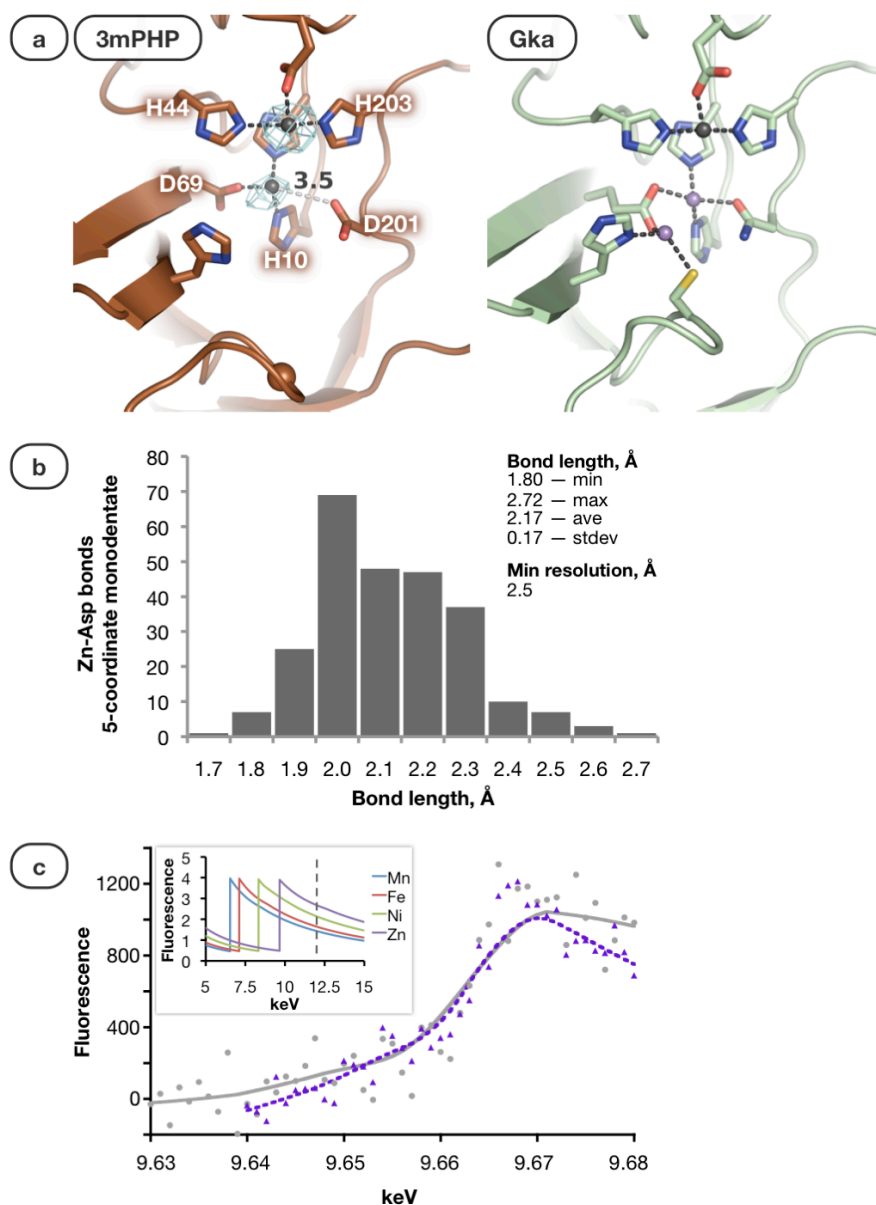 a 3mPHP Gka
H44 H203
D69 3.5
D201
H10
b
80
70
60
50
40
30
20
10
0
Zn-Asp bonds
5-coordinate monodentate
Bond length, Å
1.80 — min
2.72 — max
2.17 — ave
0.17 — stdev
Min resolution, Å
2.5
1.7 1.8 1.9 2.0 2.1 2.2 2.3 2.4 2.5 2.6 2.7
Bond length, Å
c
1200
800
400
0
Fluorescence
5
4
3
2
1
0
Fluorescence
Mn
Fe
Ni
Zn
5 7.5 10 12.5 15
keV
9.63 9.64 9.65 9.66 9.67 9.68
keV